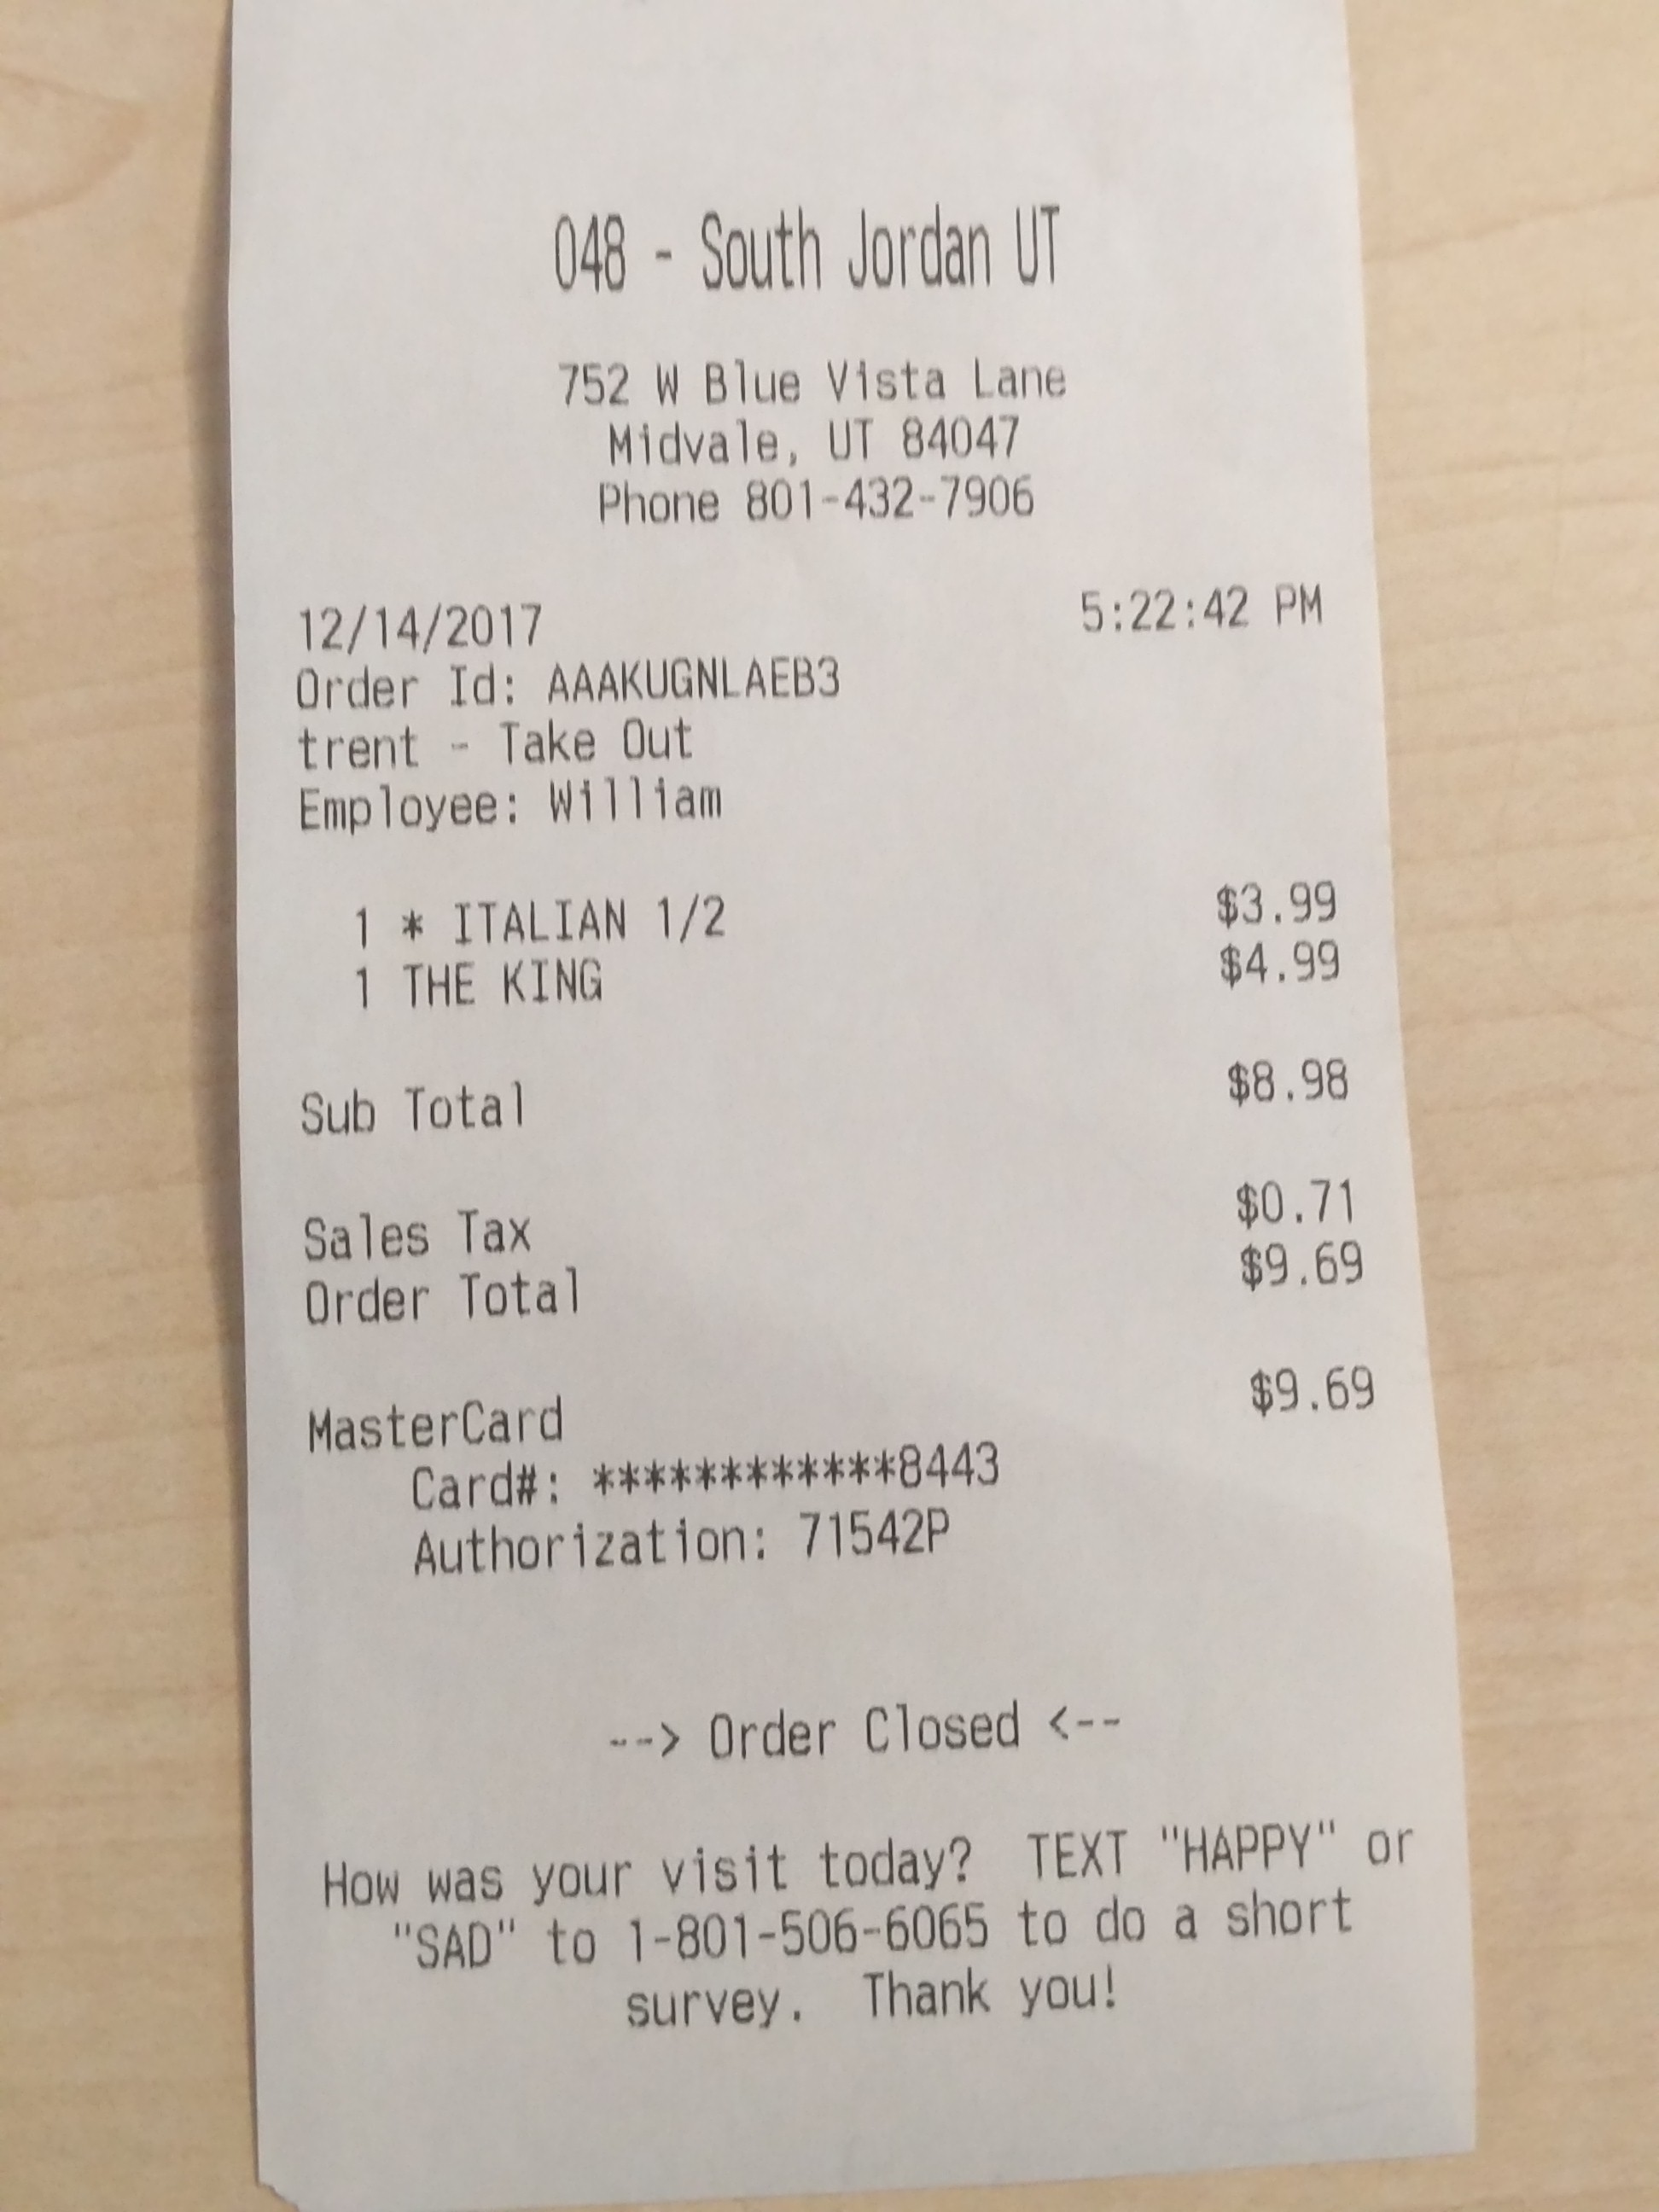 048 - South Jordan UT
752 W Blue Vista Lane
Midvale, UT 84047
Phone 801-432-7906
12/14/2017 5:22:42 PM
Order Id: AAAKUGNLAEB3
trent - Take Out
Employee: William
1 * ITALIAN 1/2 $3.99
1 THE KING $4.99
Sub Total $8.98
Sales Tax $0.71
Order Total $9.69
MasterCard $9.69
Card#: ************8443
Authorization: 71542P
--> Order Closed <--
How was your visit today? TEXT "HAPPY" or
"SAD" to 1-801-506-6065 to do a short
survey. Thank you!